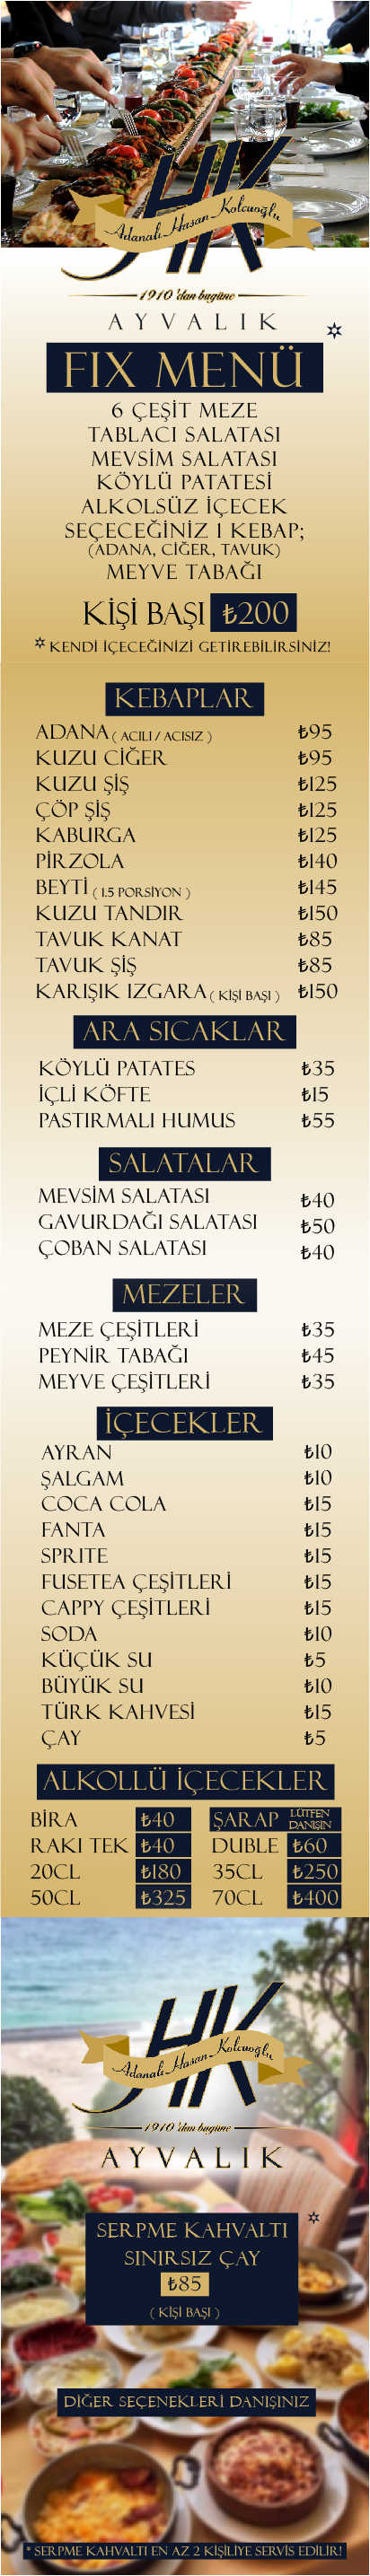 HK
Adanalı Hasan Kolcuoğlu
1910 'dan bugüne
AYVALIK
FIX MENÜ
6 ÇEŞİT MEZE
TABLACI SALATASI
MEVSİM SALATASI
KÖYLÜ PATATESİ
ALKOLSÜZ İÇECEK
SEÇECEĞİNİZ 1 KEBAP;
(ADANA, CİĞER, TAVUK)
MEYVE TABAĞI
KİŞİ BAŞI ₺200
* KENDİ İÇECEĞİNİZİ GETİREBİLİRSİNİZ!
KEBAPLAR
ADANA ( ACILI / ACISIZ ) ₺95
KUZU CİĞER ₺95
KUZU ŞİŞ ₺125
ÇÖP ŞİŞ ₺125
KABURGA ₺125
PİRZOLA ₺140
BEYTİ ( 1.5 PORSİYON ) ₺145
KUZU TANDIR ₺150
TAVUK KANAT ₺85
TAVUK ŞİŞ ₺85
KARIŞIK IZGARA ( KİŞİ BAŞI ) ₺150
ARA SICAKLAR
KÖYLÜ PATATES ₺35
İÇLİ KÖFTE ₺15
PASTIRMALI HUMUS ₺55
SALATALAR
MEVSİM SALATASI ₺40
GAVURDAĞI SALATASI ₺50
ÇOBAN SALATASI ₺40
MEZELER
MEZE ÇEŞİTLERİ ₺35
PEYNİR TABAĞI ₺45
MEYVE ÇEŞİTLERİ ₺35
İÇECEKLER
AYRAN ₺10
ŞALGAM ₺10
COCA COLA ₺15
FANTA ₺15
SPRITE ₺15
FUSETEA ÇEŞİTLERİ ₺15
CAPPY ÇEŞİTLERİ ₺15
SODA ₺10
KÜÇÜK SU ₺5
BÜYÜK SU ₺10
TÜRK KAHVESİ ₺15
ÇAY ₺5
ALKOLLÜ İÇECEKLER
BİRA ₺40 ŞARAP LÜTFEN DANIŞIN
RAKI TEK ₺40 DUBLE ₺60
20CL ₺180 35CL ₺250
50CL ₺325 70CL ₺400
HK
Adanalı Hasan Kolcuoğlu
1910 'dan bugüne
AYVALIK
SERPME KAHVALTI *
SINIRSIZ ÇAY
₺85
( KİŞİ BAŞI )
DİĞER SEÇENEKLERİ DANIŞINIZ
* SERPME KAHVALTI EN AZ 2 KİŞİLİYE SERVİS EDİLİR!